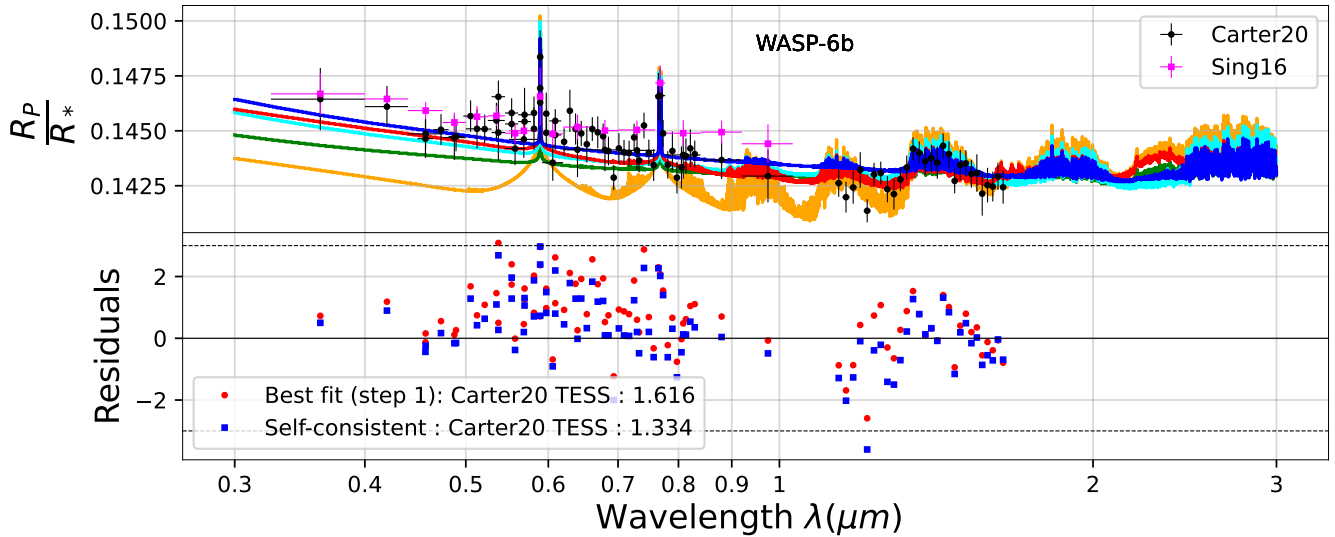 0.1500
0.1475
0.1450
0.1425
R_P
R_*
WASP-6b
Carter20
Sing16
2
0
−2
Residuals
Best fit (step 1): Carter20 TESS : 1.616
Self-consistent : Carter20 TESS : 1.334
0.3 0.4 0.5 0.6 0.7 0.8 0.9 1 2 3
Wavelength λ(μm)